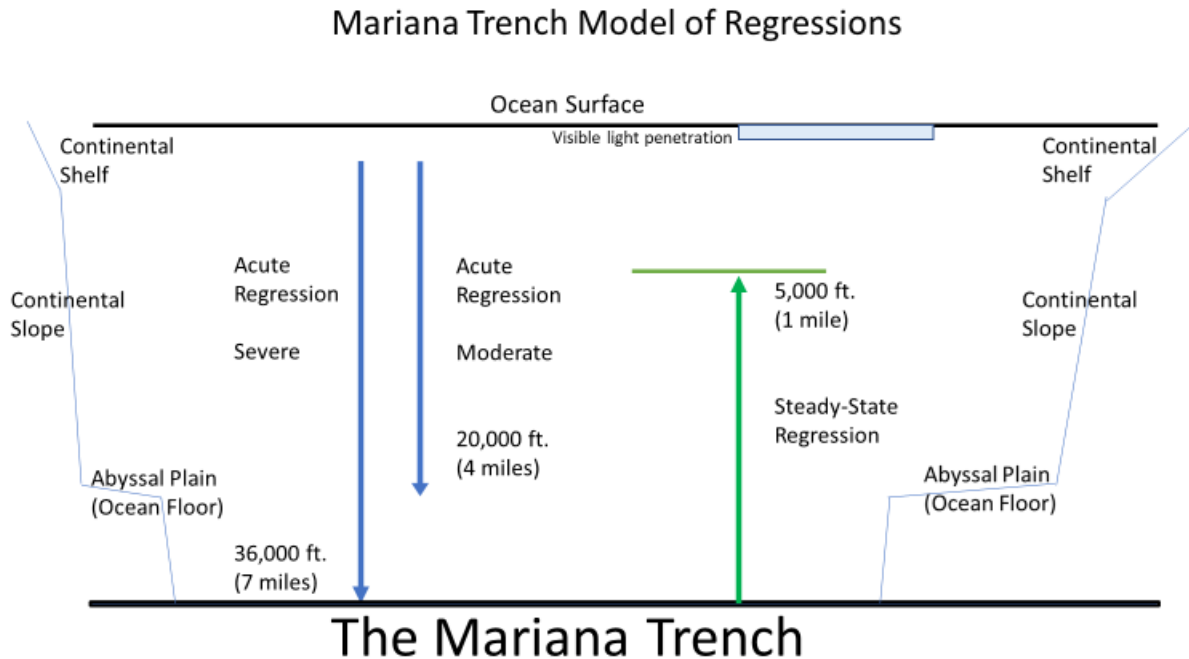 Mariana Trench Model of Regressions
Ocean Surface
Visible light penetration
Continental
Shelf
Continental
Shelf
Acute
Regression
Severe
Acute
Regression
Moderate
5,000 ft.
(1 mile)
Continental
Slope
Continental
Slope
Steady-State
Regression
20,000 ft.
(4 miles)
Abyssal Plain
(Ocean Floor)
Abyssal Plain
(Ocean Floor)
36,000 ft.
(7 miles)
The Mariana Trench